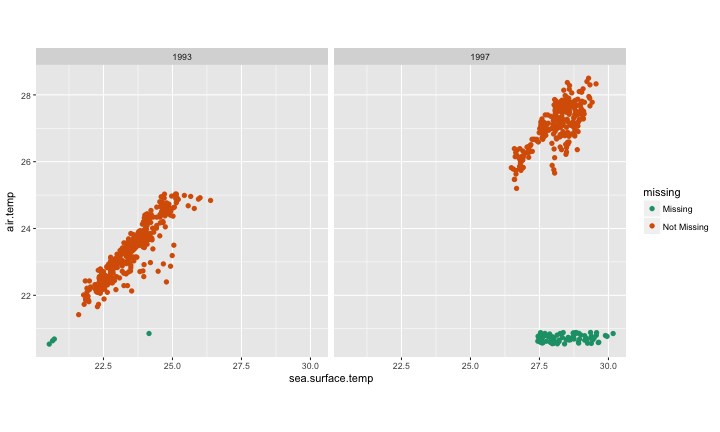 1993
1997
28
26
24
22
air.temp
22.5
25.0
27.5
30.0
22.5
25.0
27.5
30.0
sea.surface.temp
missing
Missing
Not Missing